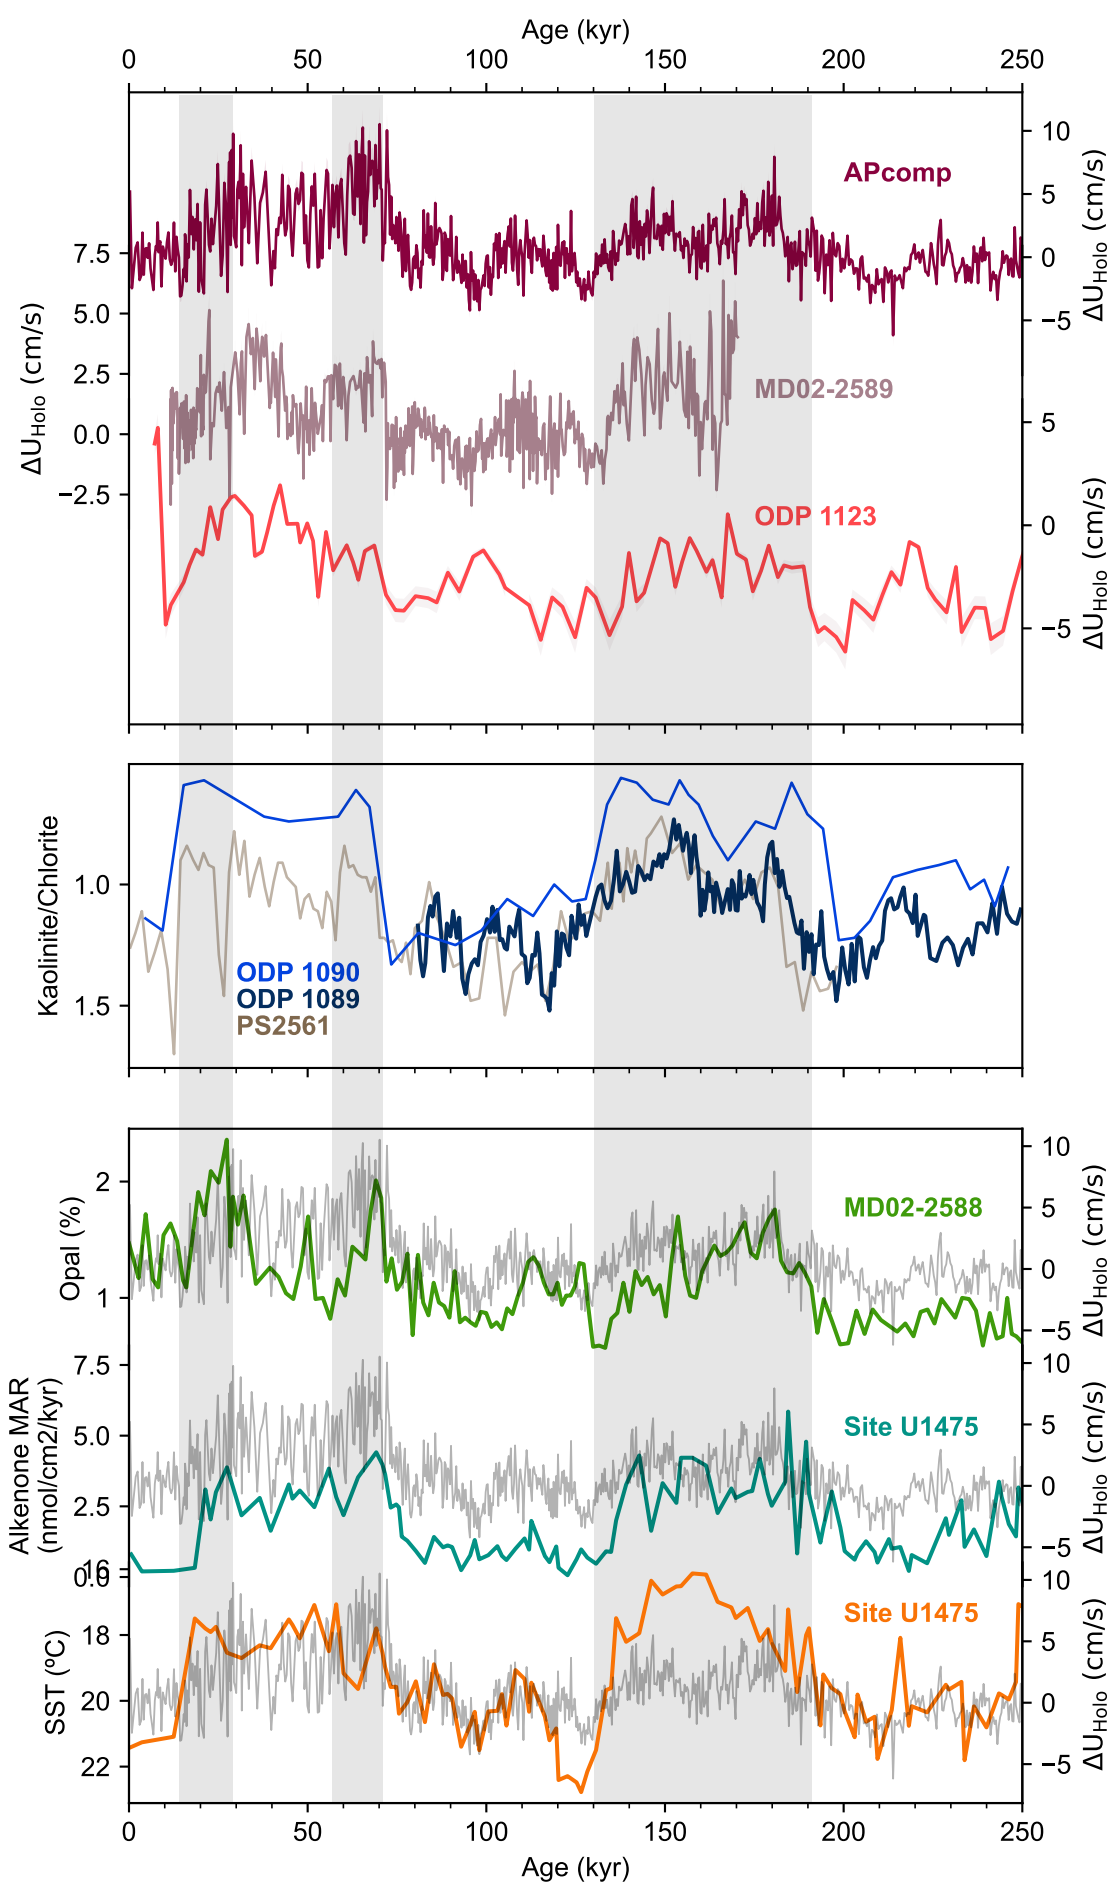 Age (kyr)
0 50 100 150 200 250
10
APcomp
5
7.5
0
5.0
−5
ΔU_Holo (cm/s)
2.5
MD02-2589
ΔU_Holo (cm/s)
0.0
5
−2.5
ODP 1123
0
ΔU_Holo (cm/s)
−5
Kaolinite/Chlorite
1.0
ODP 1090
ODP 1089
PS2561
1.5
10
2
Opal (%)
MD02-2588
5
ΔU_Holo (cm/s)
0
1
−5
7.5
10
Alkenone MAR
(nmol/cm2/kyr)
5.0
Site U1475
5
ΔU_Holo (cm/s)
2.5
0
−5
16
0.0
10
Site U1475
SST (ºC)
18
5
ΔU_Holo (cm/s)
20
0
22
−5
0 50 100 150 200 250
Age (kyr)